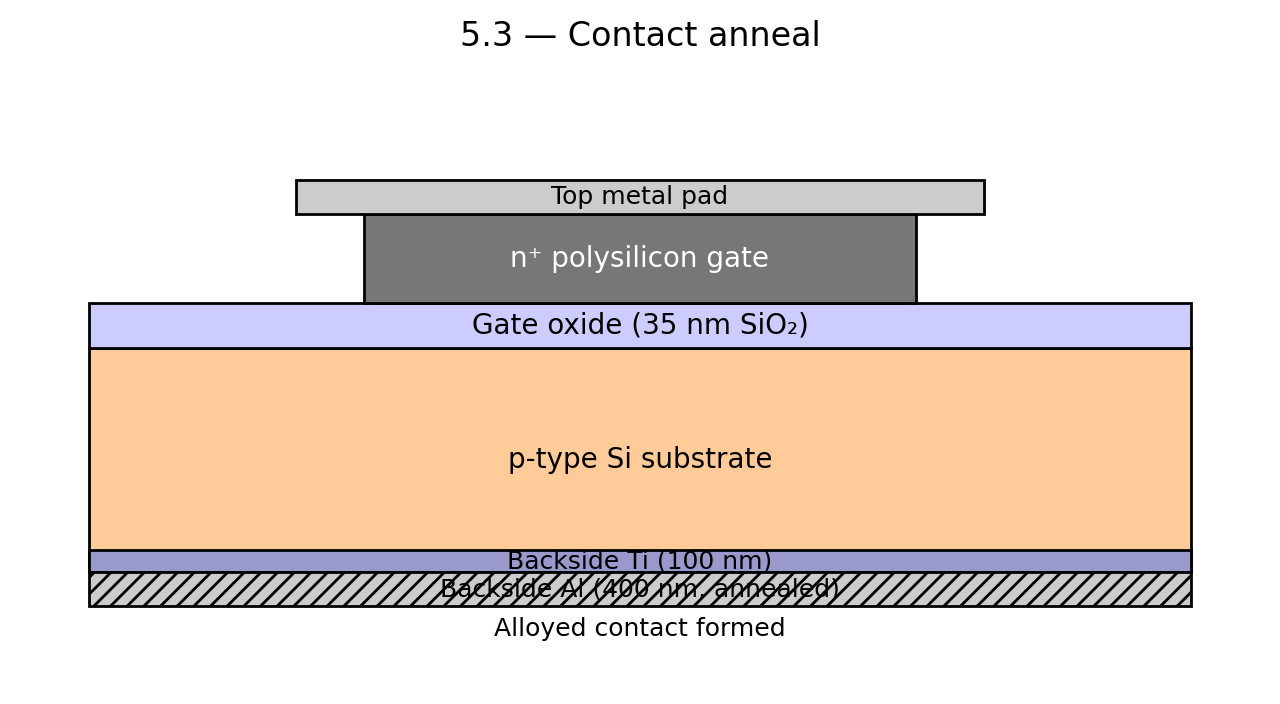 5.3 — Contact anneal
Top metal pad
n⁺ polysilicon gate
Gate oxide (35 nm SiO₂)
p-type Si substrate
Backside Ti (100 nm)
Backside Al (400 nm, annealed)
Alloyed contact formed